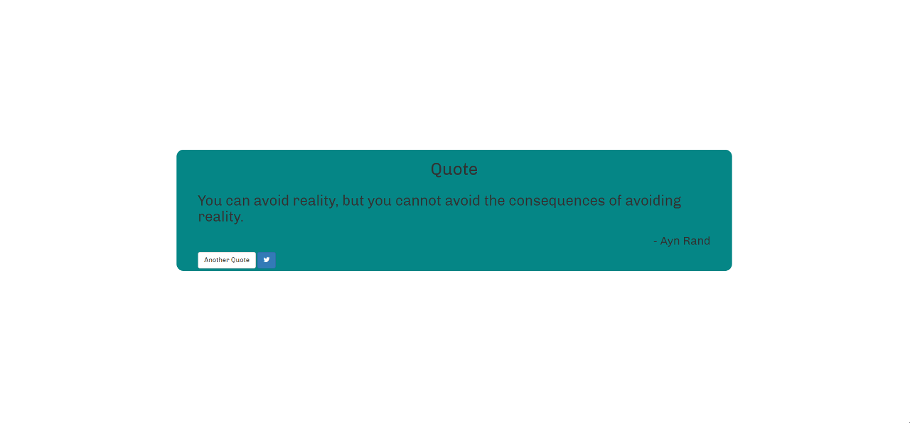 Quote
You can avoid reality, but you cannot avoid the consequences of avoiding
reality.
- Ayn Rand
Another Quote